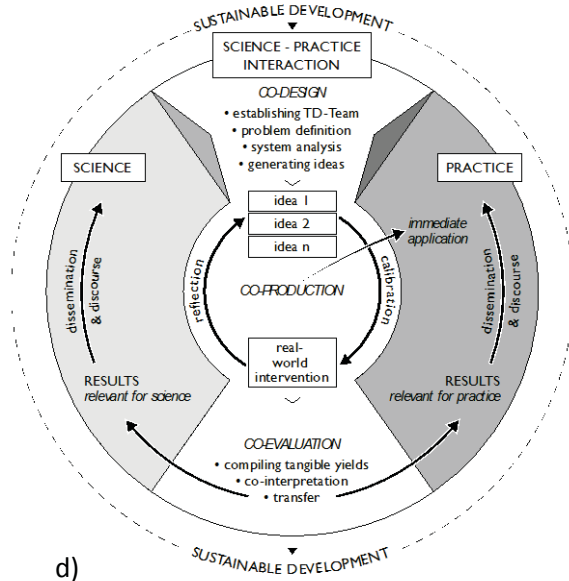 SUSTAINABLE DEVELOPMENT
SCIENCE - PRACTICE
INTERACTION
CO-DESIGN
• establishing TD-Team
• problem definition
• system analysis
• generating ideas
SCIENCE
PRACTICE
idea 1
idea 2
idea n
immediate
application
reflection
calibration
CO-PRODUCTION
dissemination
& discourse
dissemination
& discourse
real-
world
intervention
RESULTS
relevant for science
RESULTS
relevant for practice
CO-EVALUATION
• compiling tangible yields
• co-interpretation
• transfer
SUSTAINABLE DEVELOPMENT
d)